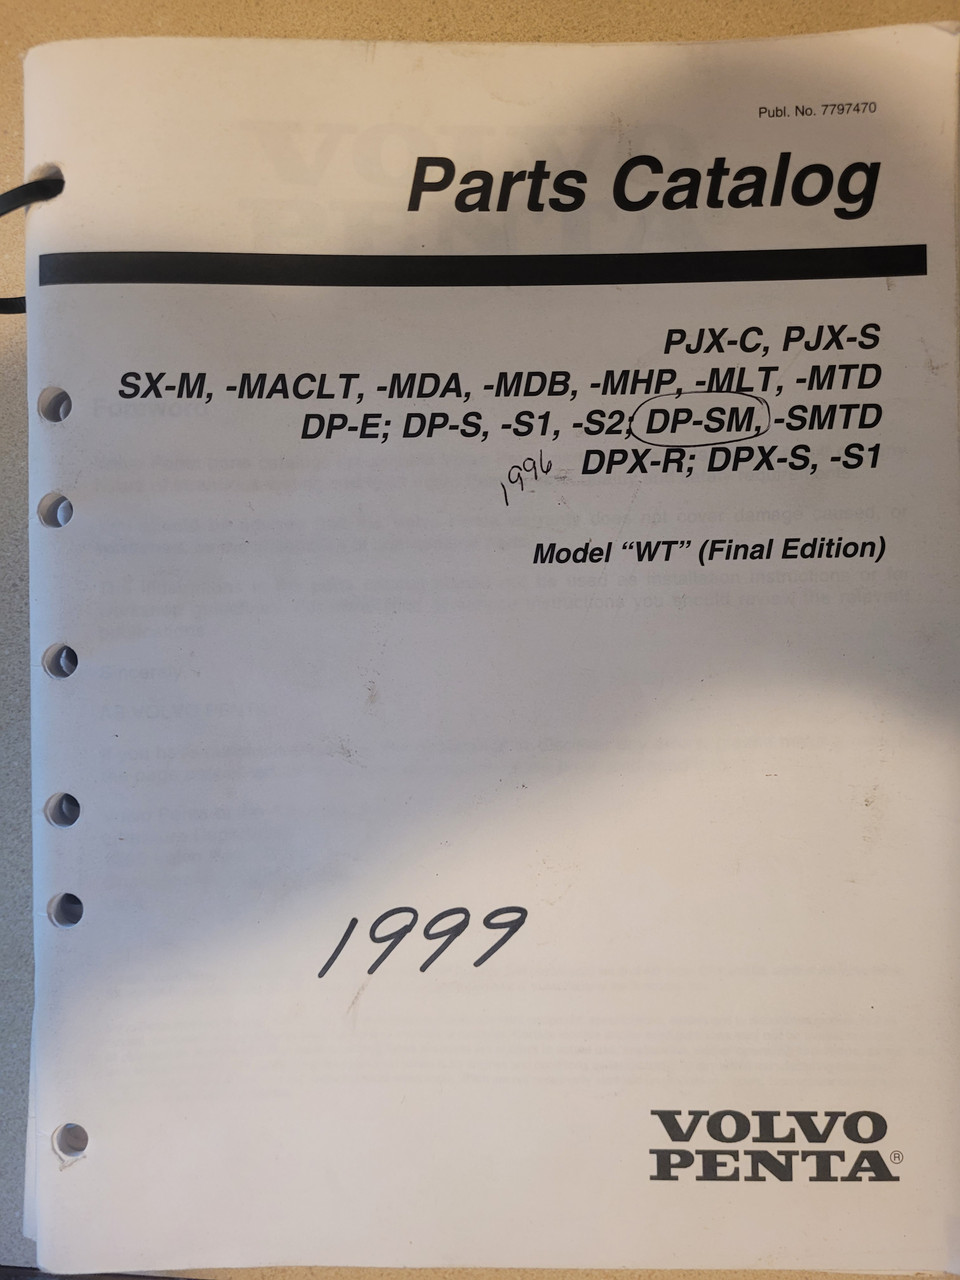 Publ. No. 7797470
Parts Catalog
PJX-C, PJX-S
SX-M, -MACLT, -MDA, -MDB, -MHP, -MLT, -MTD
DP-E; DP-S, -S1, -S2; DP-SM, -SMTD
1996 DPX-R; DPX-S, -S1
Model “WT” (Final Edition)
1999
VOLVO
PENTA®